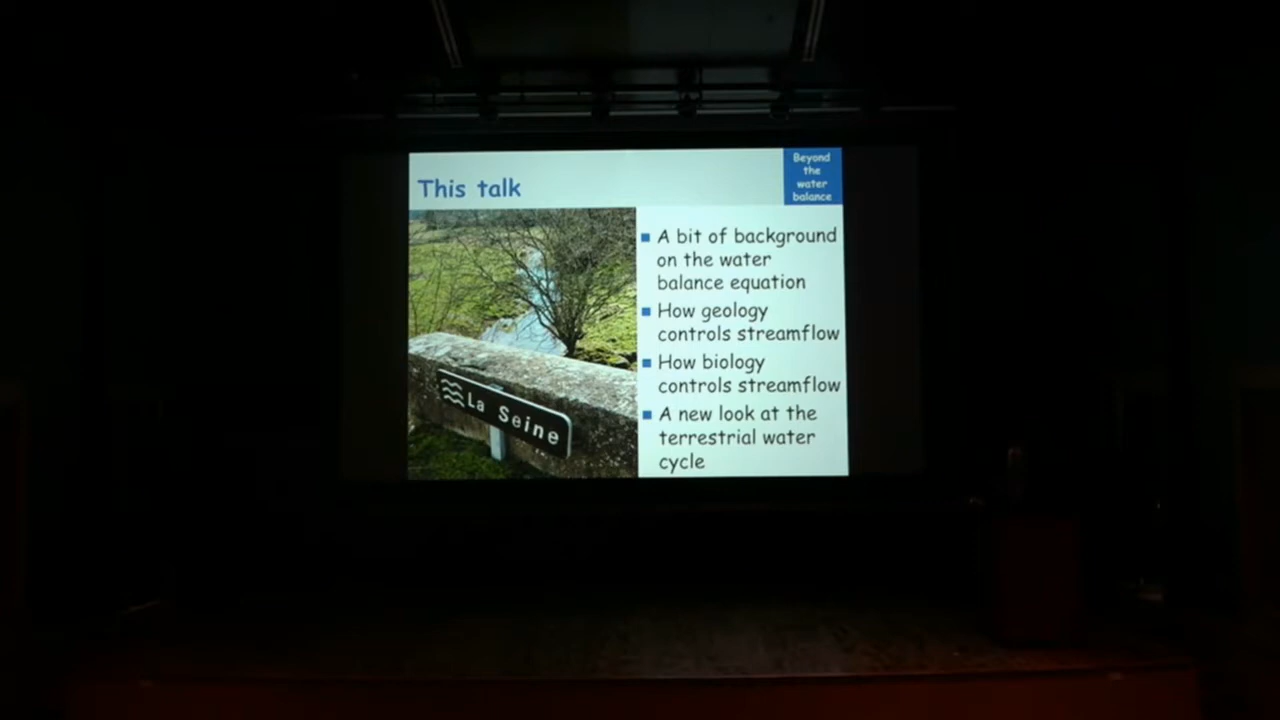 This talk
Beyond
the
water
balance
A bit of background
on the water
balance equation
How geology
controls streamflow
How biology
controls streamflow
A new look at the
terrestrial water
cycle
La Seine